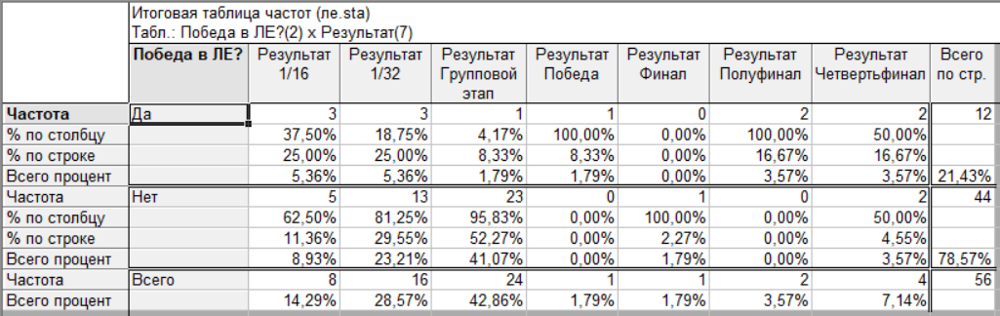 Итоговая таблица частот (ле.sta)
Табл.: Победа в ЛЕ?(2) x Результат(7)
Победа в ЛЕ? Результат 1/16 Результат 1/32 Результат Групповой этап Результат Победа Результат Финал Результат Полуфинал Результат Четвертьфинал Всего по стр.
Частота Да 3 3 1 1 0 2 2 12
% по столбцу 37,50% 18,75% 4,17% 100,00% 0,00% 100,00% 50,00%
% по строке 25,00% 25,00% 8,33% 8,33% 0,00% 16,67% 16,67%
Всего процент 5,36% 5,36% 1,79% 1,79% 0,00% 3,57% 3,57% 21,43%
Частота Нет 5 13 23 0 1 0 2 44
% по столбцу 62,50% 81,25% 95,83% 0,00% 100,00% 0,00% 50,00%
% по строке 11,36% 29,55% 52,27% 0,00% 2,27% 0,00% 4,55%
Всего процент 8,93% 23,21% 41,07% 0,00% 1,79% 0,00% 3,57% 78,57%
Частота Всего 8 16 24 1 1 2 4 56
Всего процент 14,29% 28,57% 42,86% 1,79% 1,79% 3,57% 7,14%